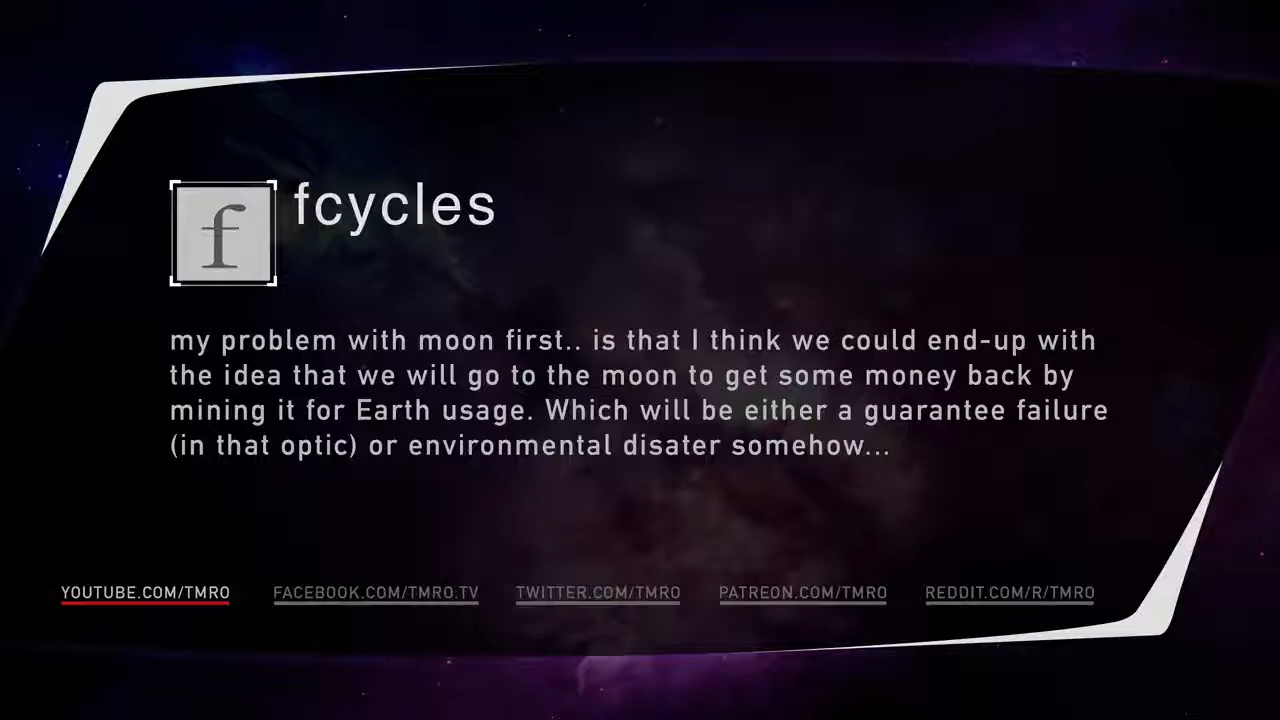 f
fcycles
my problem with moon first.. is that I think we could end-up with
the idea that we will go to the moon to get some money back by
mining it for Earth usage. Which will be either a guarantee failure
(in that optic) or environmental disater somehow...
YOUTUBE.COM/TMRO FACEBOOK.COM/TMRO.TV TWITTER.COM/TMRO PATREON.COM/TMRO REDDIT.COM/R/TMRO